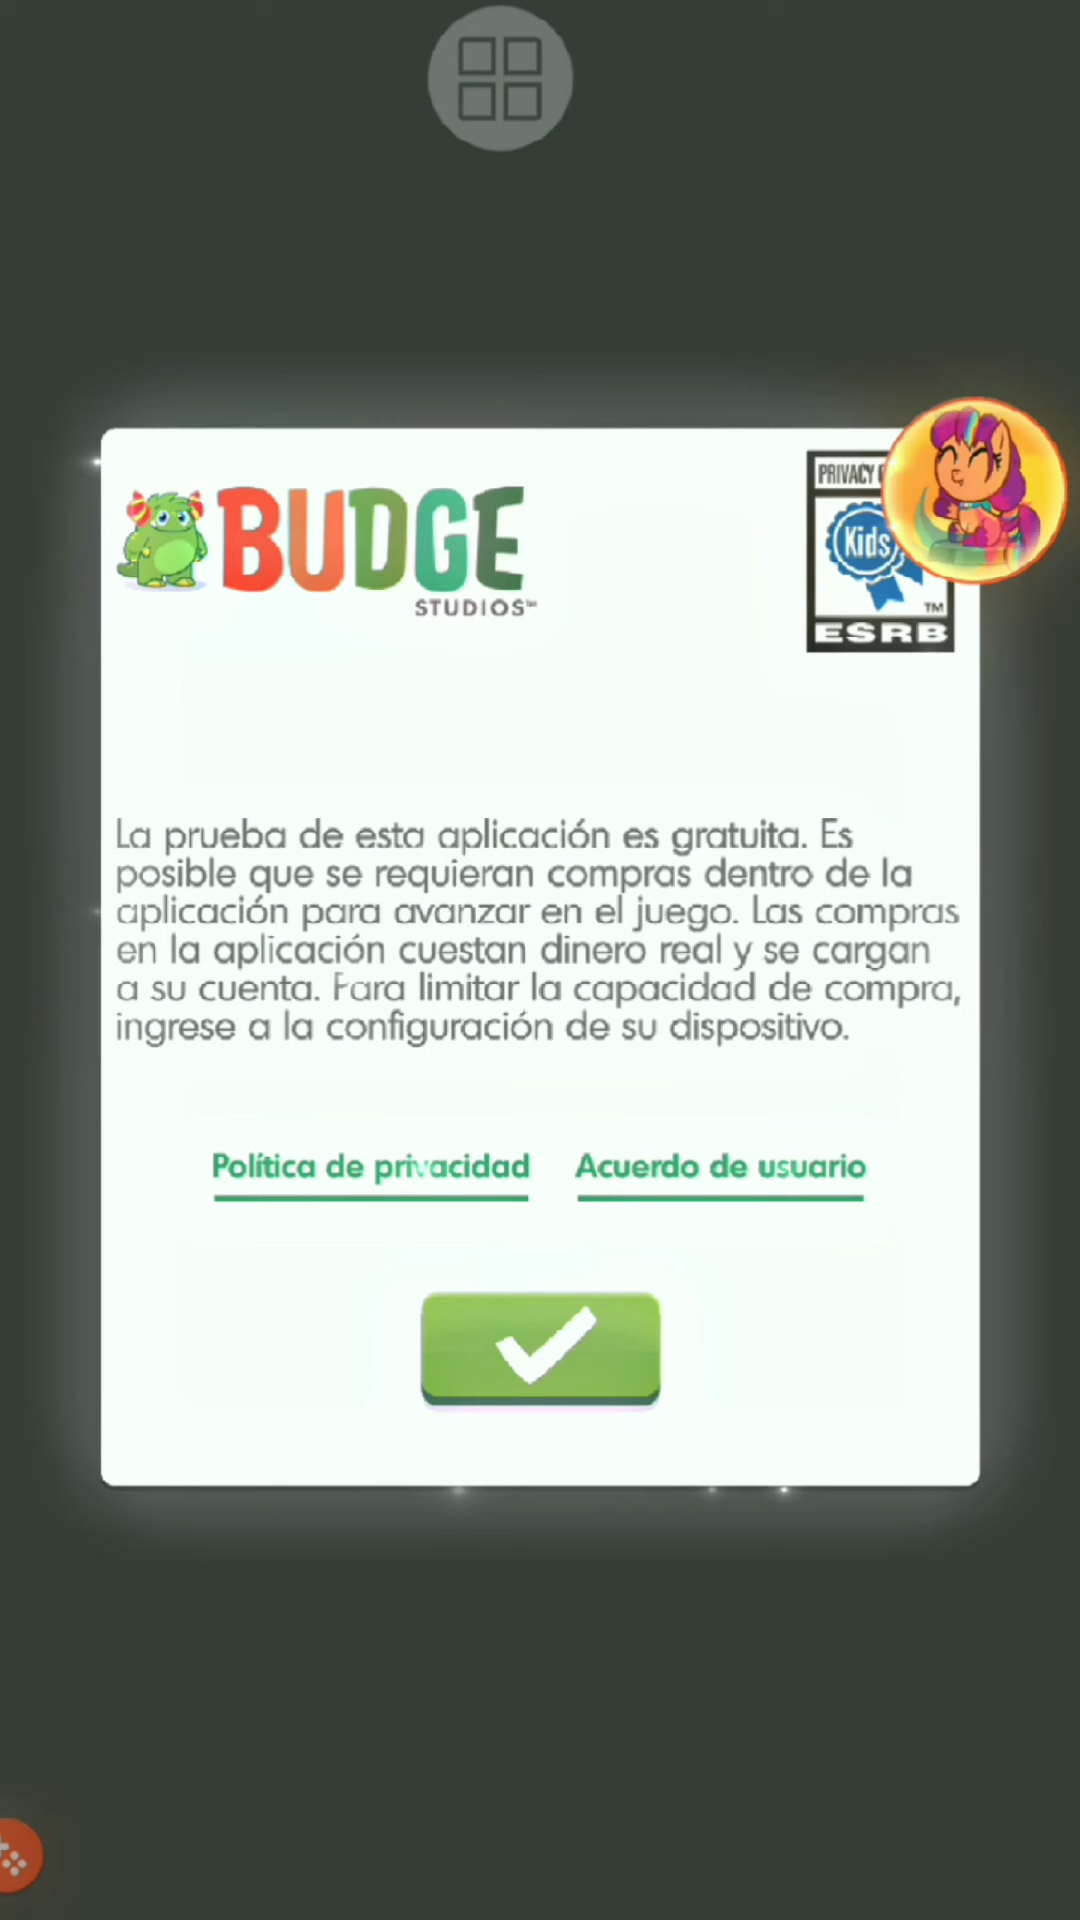 BUDGE
STUDIOS™
PRIVACY
Kids
TM
ESRB
La prueba de esta aplicación es gratuita. Es
posible que se requieran compras dentro de la
aplicación para avanzar en el juego. Las compras
en la aplicación cuestan dinero real y se cargan
a su cuenta. Para limitar la capacidad de compra,
ingrese a la configuración de su dispositivo.
Política de privacidad
Acuerdo de usuario